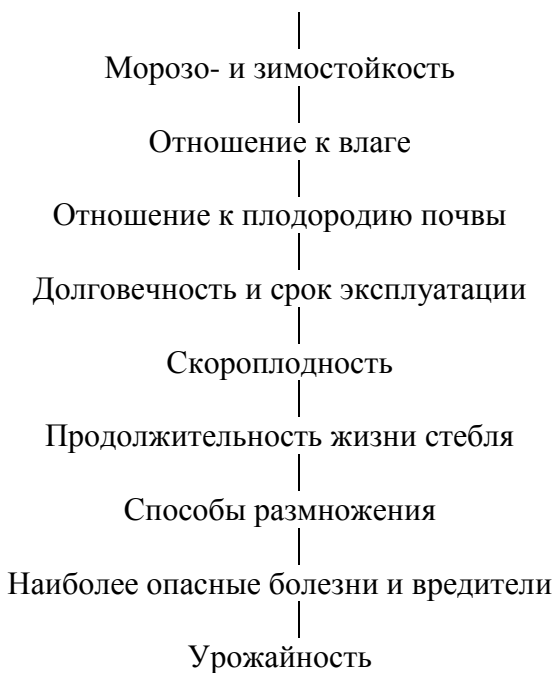 Морозо- и зимостойкость
Отношение к влаге
Отношение к плодородию почвы
Долговечность и срок эксплуатации
Скороплодность
Продолжительность жизни стебля
Способы размножения
Наиболее опасные болезни и вредители
Урожайность